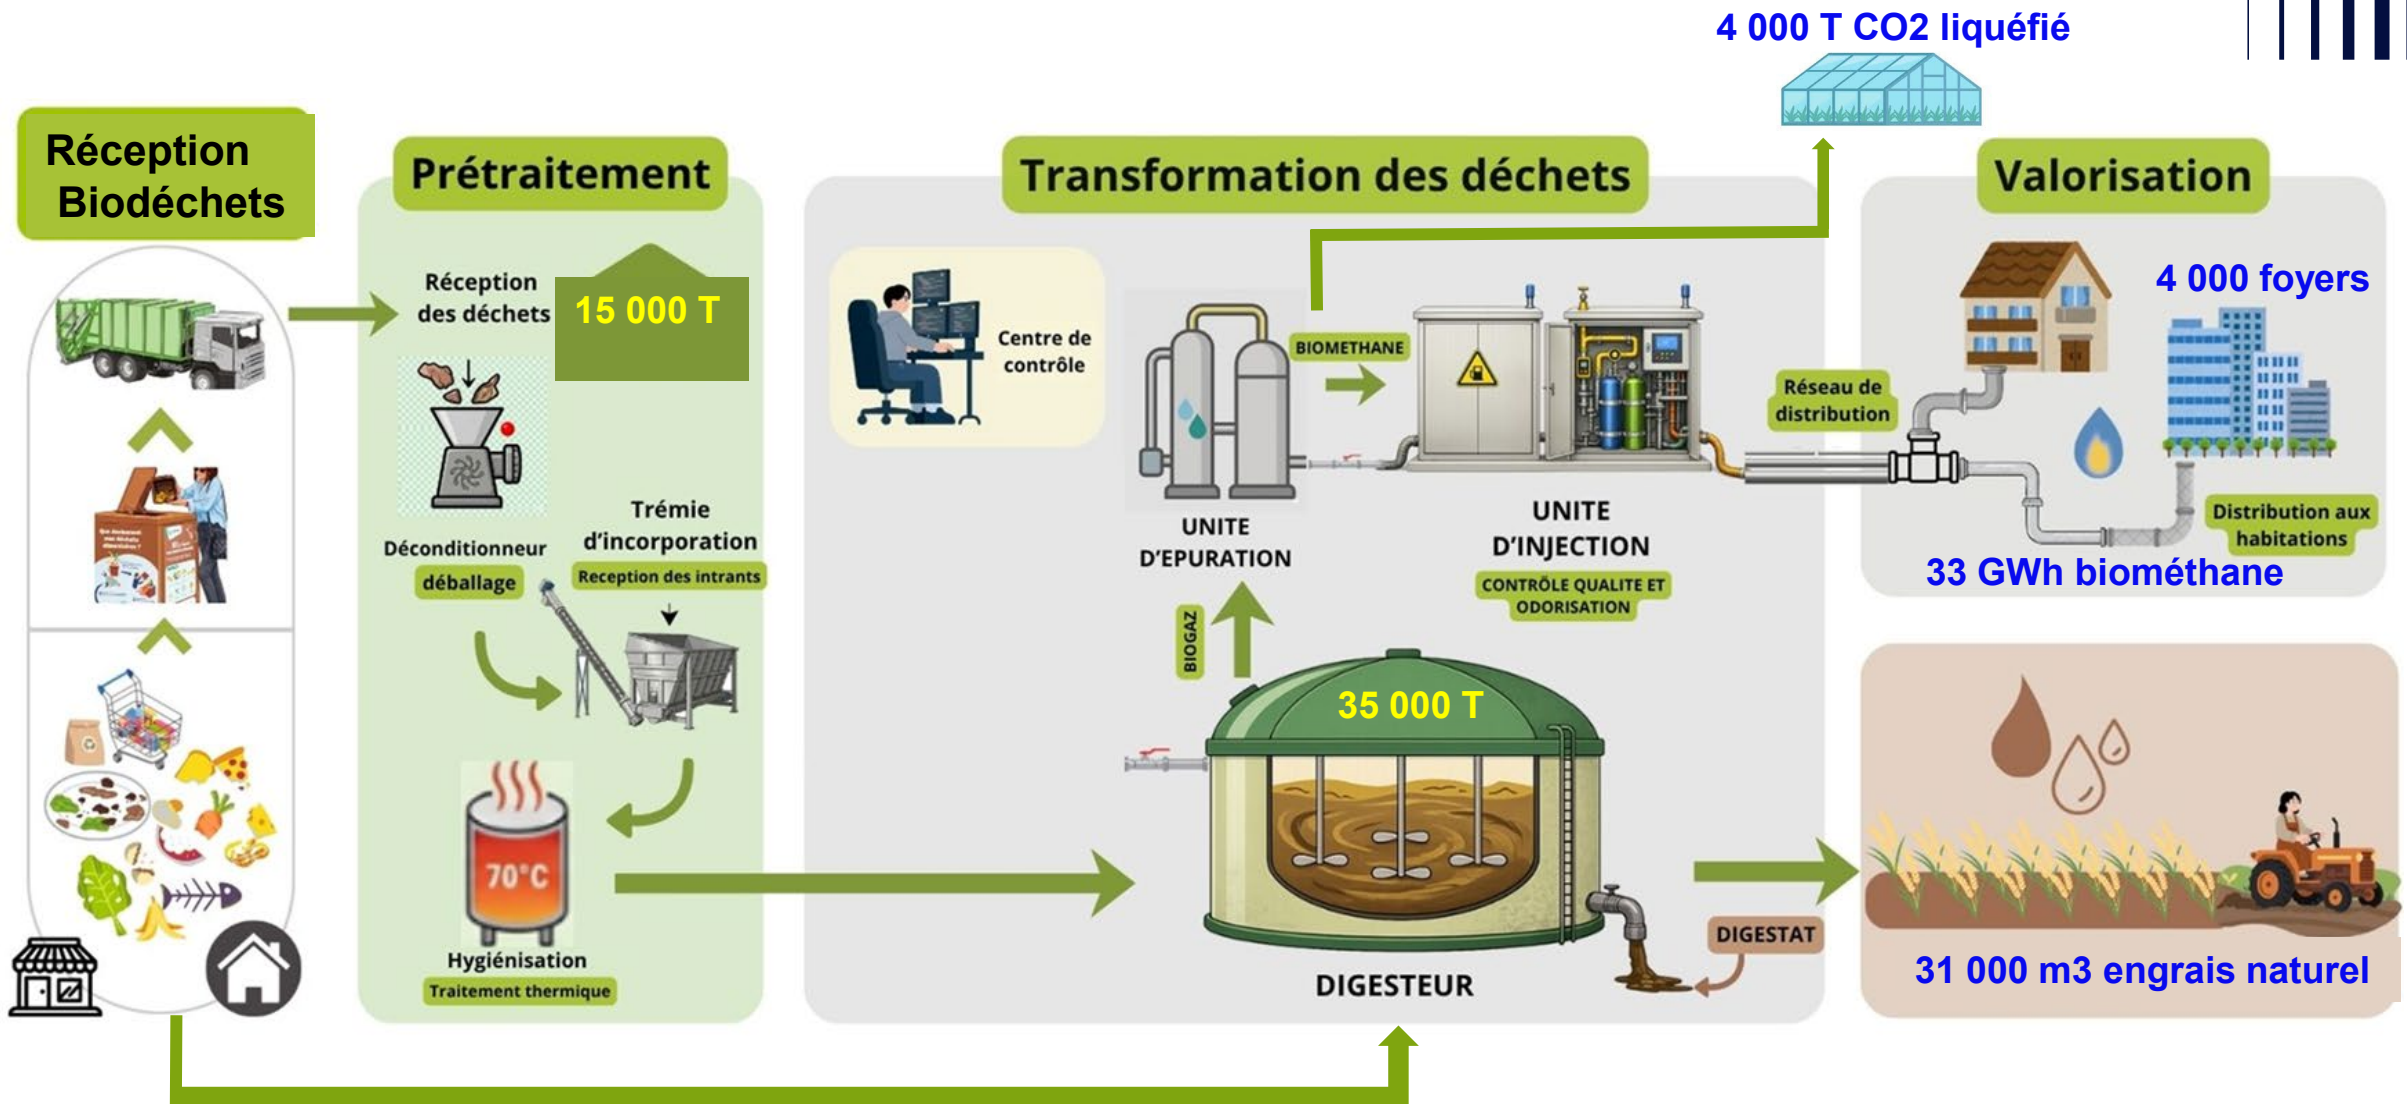 4 000 T CO2 liquéfié
Réception
Biodéchets
Prétraitement
Réception
des déchets
15 000 T
Déconditionneur
déballage
Trémie
d'incorporation
Reception des intrants
70°C
Hygiénisation
Traitement thermique
Transformation des déchets
Centre de
contrôle
BIOMETHANE
UNITE
D'EPURATION
UNITE
D'INJECTION
CONTRÔLE QUALITE ET
ODORISATION
BIOGAZ
35 000 T
DIGESTEUR
DIGESTAT
Valorisation
4 000 foyers
Réseau de
distribution
Distribution aux
habitations
33 GWh biométhane
31 000 m3 engrais naturel